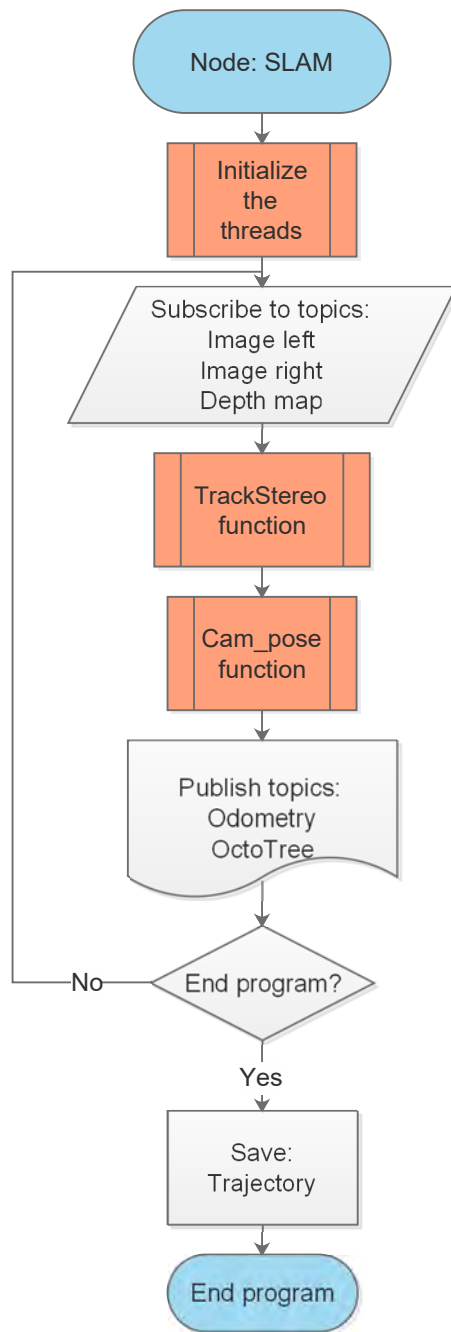 Node: SLAM
Initialize
the
threads
Subscribe to topics:
Image left
Image right
Depth map
TrackStereo
function
Cam_pose
function
Publish topics:
Odometry
OctoTree
End program?
No
Yes
Save:
Trajectory
End program